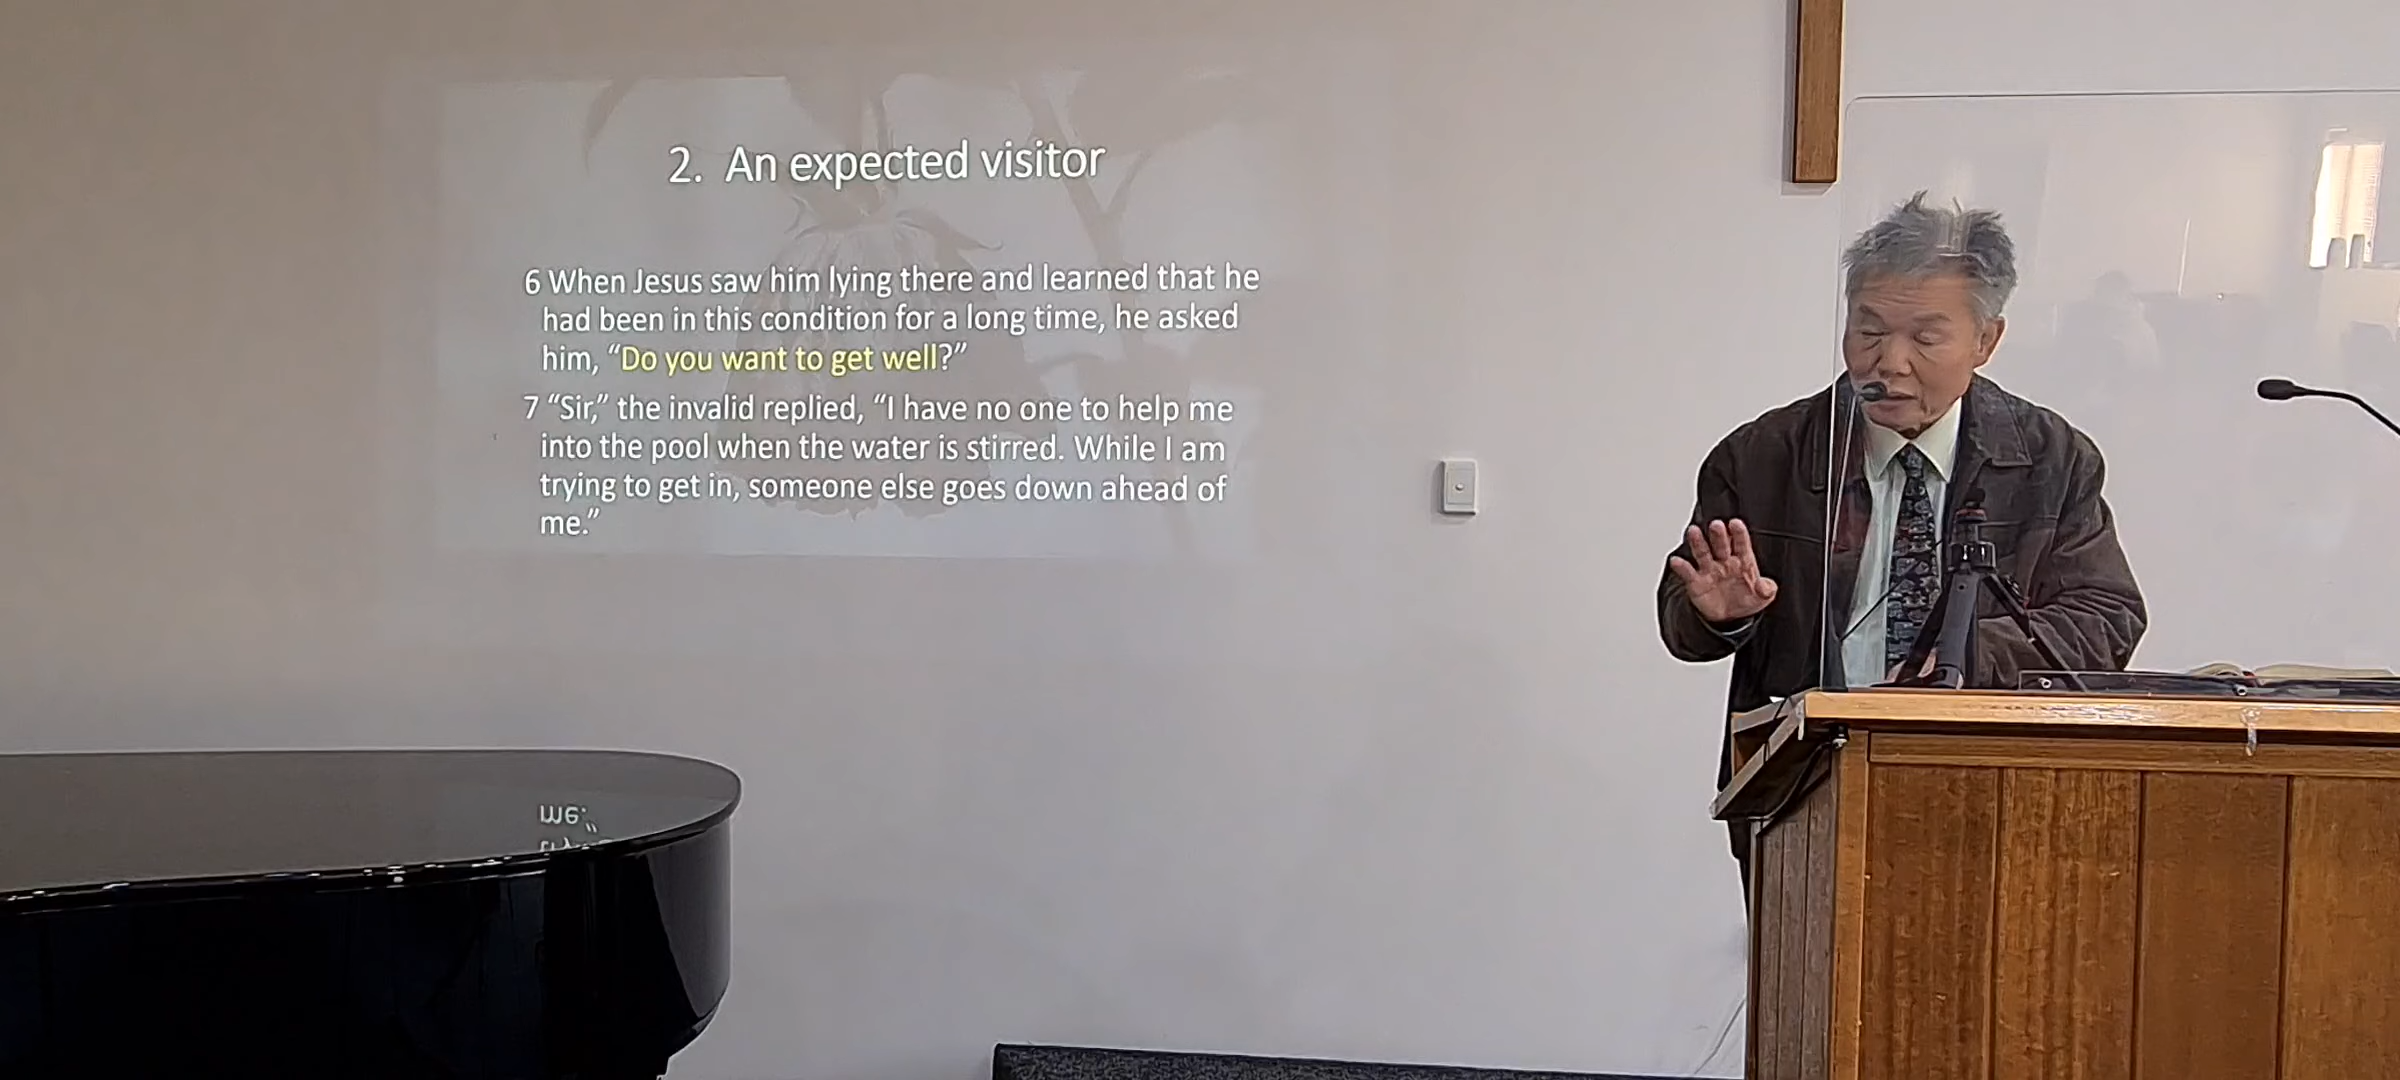 2. An expected visitor
6 When Jesus saw him lying there and learned that he
had been in this condition for a long time, he asked
him, “Do you want to get well?”
7 “Sir,” the invalid replied, “I have no one to help me
into the pool when the water is stirred. While I am
trying to get in, someone else goes down ahead of
me.”